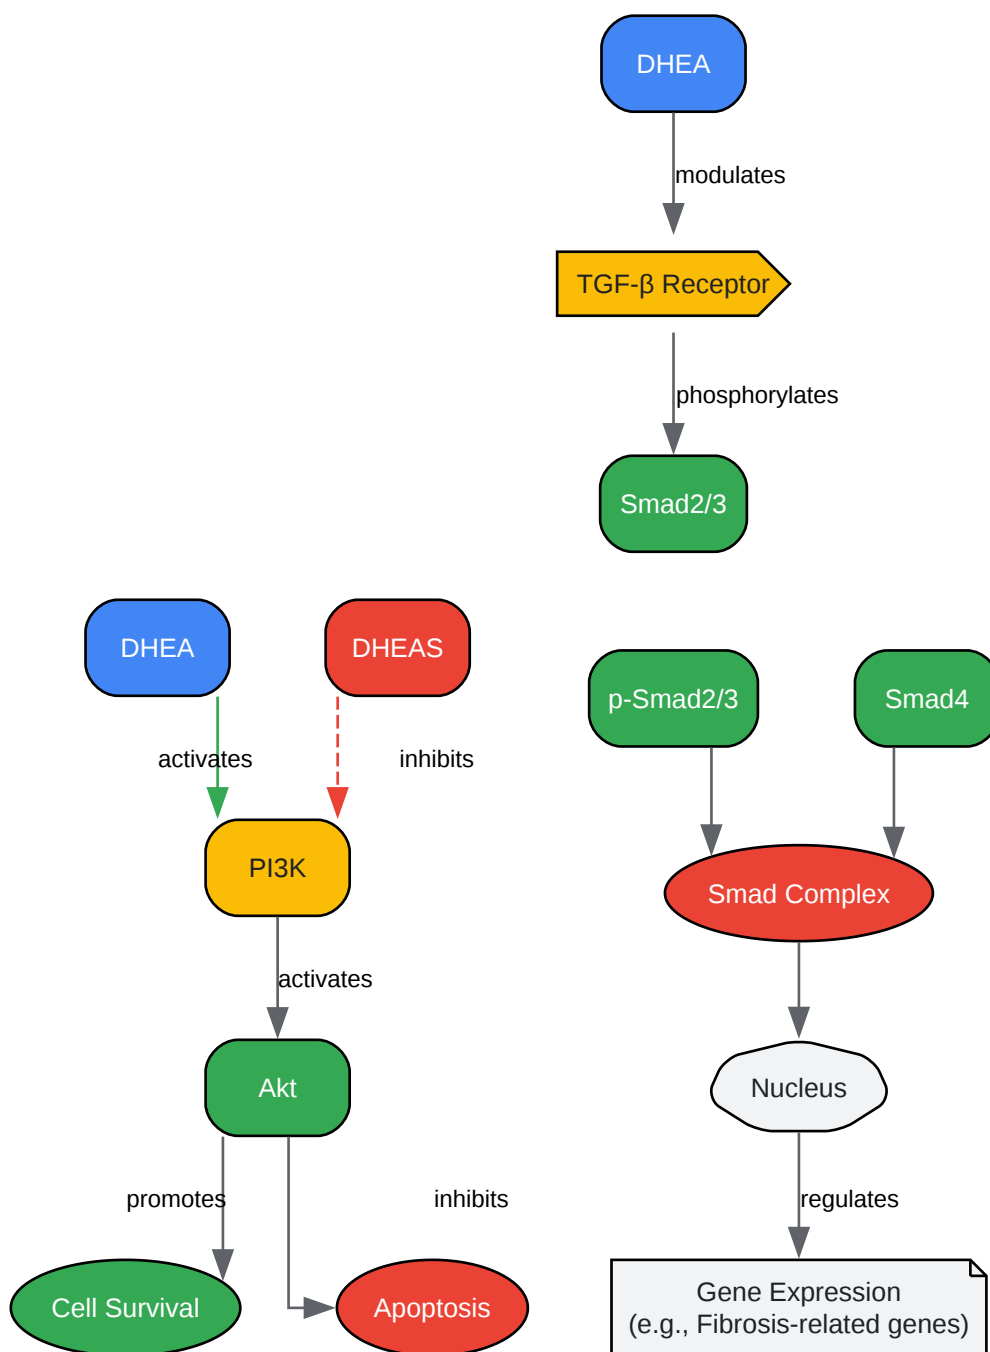 DHEA
modulates
TGF-β Receptor
phosphorylates
Smad2/3
DHEA
DHEAS
activates
inhibits
PI3K
activates
Akt
promotes
inhibits
Cell Survival
Apoptosis
p-Smad2/3
Smad4
Smad Complex
Nucleus
regulates
Gene Expression
(e.g., Fibrosis-related genes)